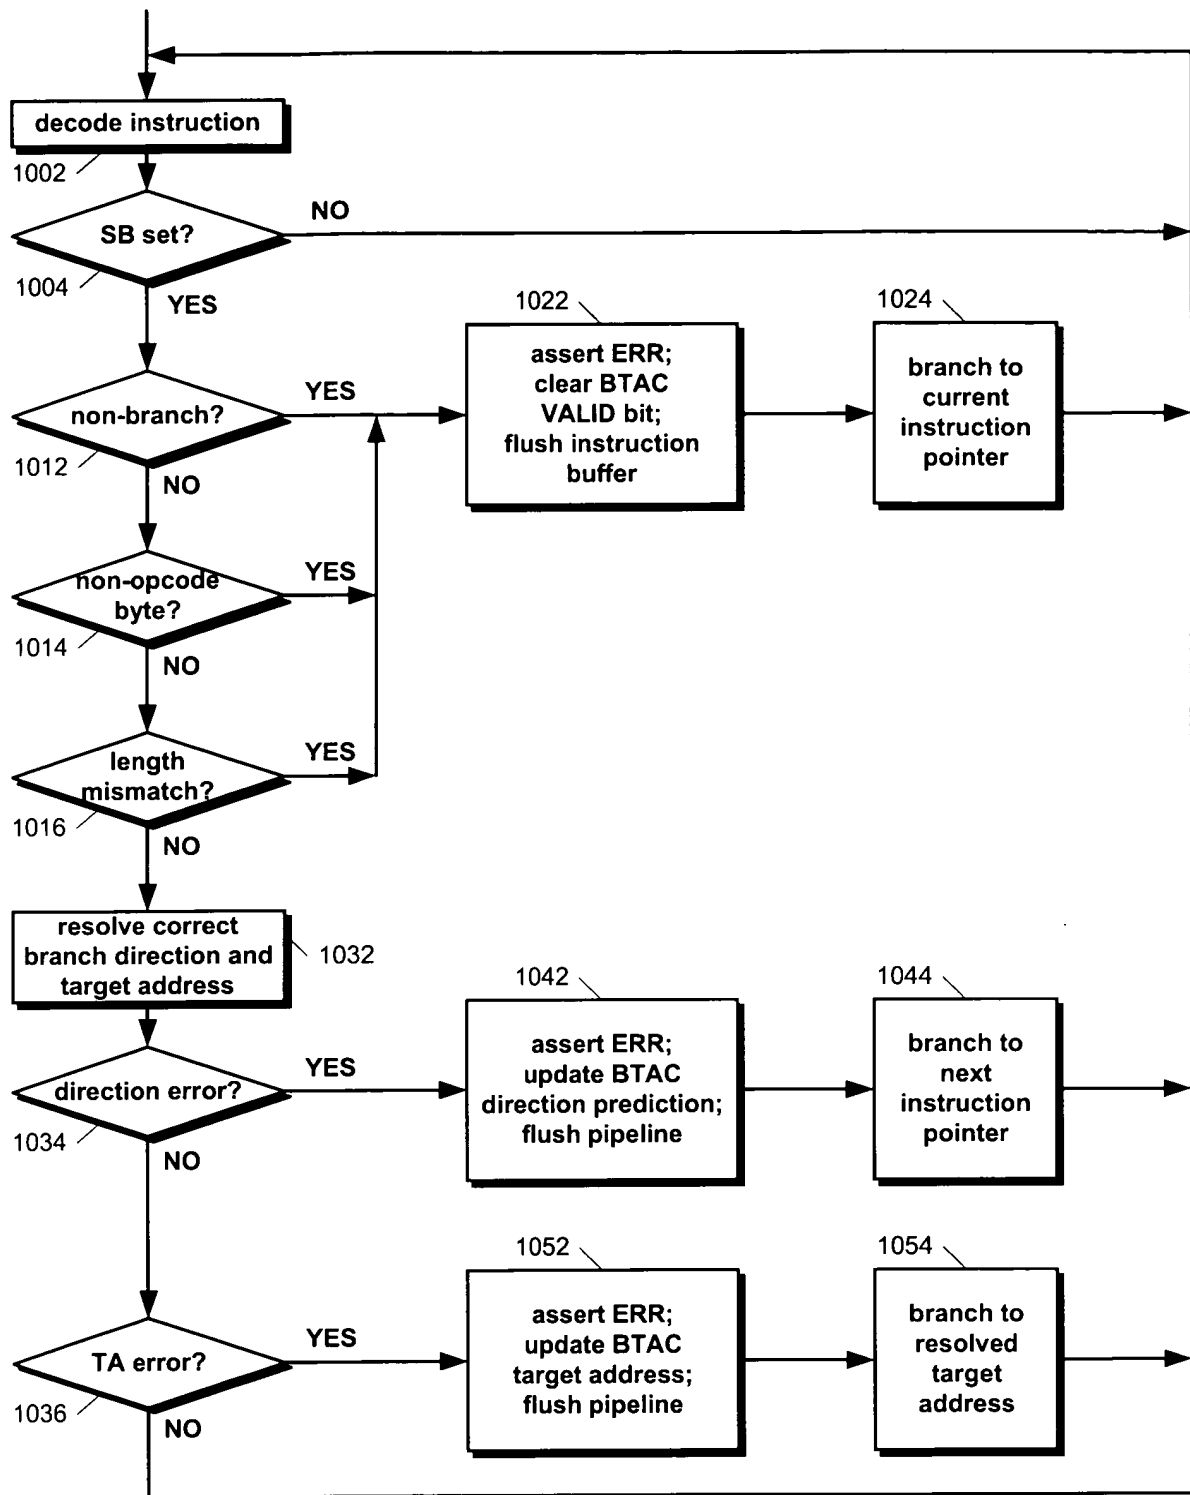 decode instruction
1002
SB set?
NO
1004
YES
1022
1024
assert ERR;
clear BTAC
VALID bit;
flush instruction
buffer
branch to
current
instruction
pointer
non-branch?
YES
1012
NO
non-opcode
byte?
YES
1014
NO
length
mismatch?
YES
1016
NO
resolve correct
branch direction and
target address
1032
1042
1044
assert ERR;
update BTAC
direction prediction;
flush pipeline
branch to
next
instruction
pointer
direction error?
YES
1034
NO
1052
1054
assert ERR;
update BTAC
target address;
flush pipeline
branch to
resolved
target
address
TA error?
YES
1036
NO